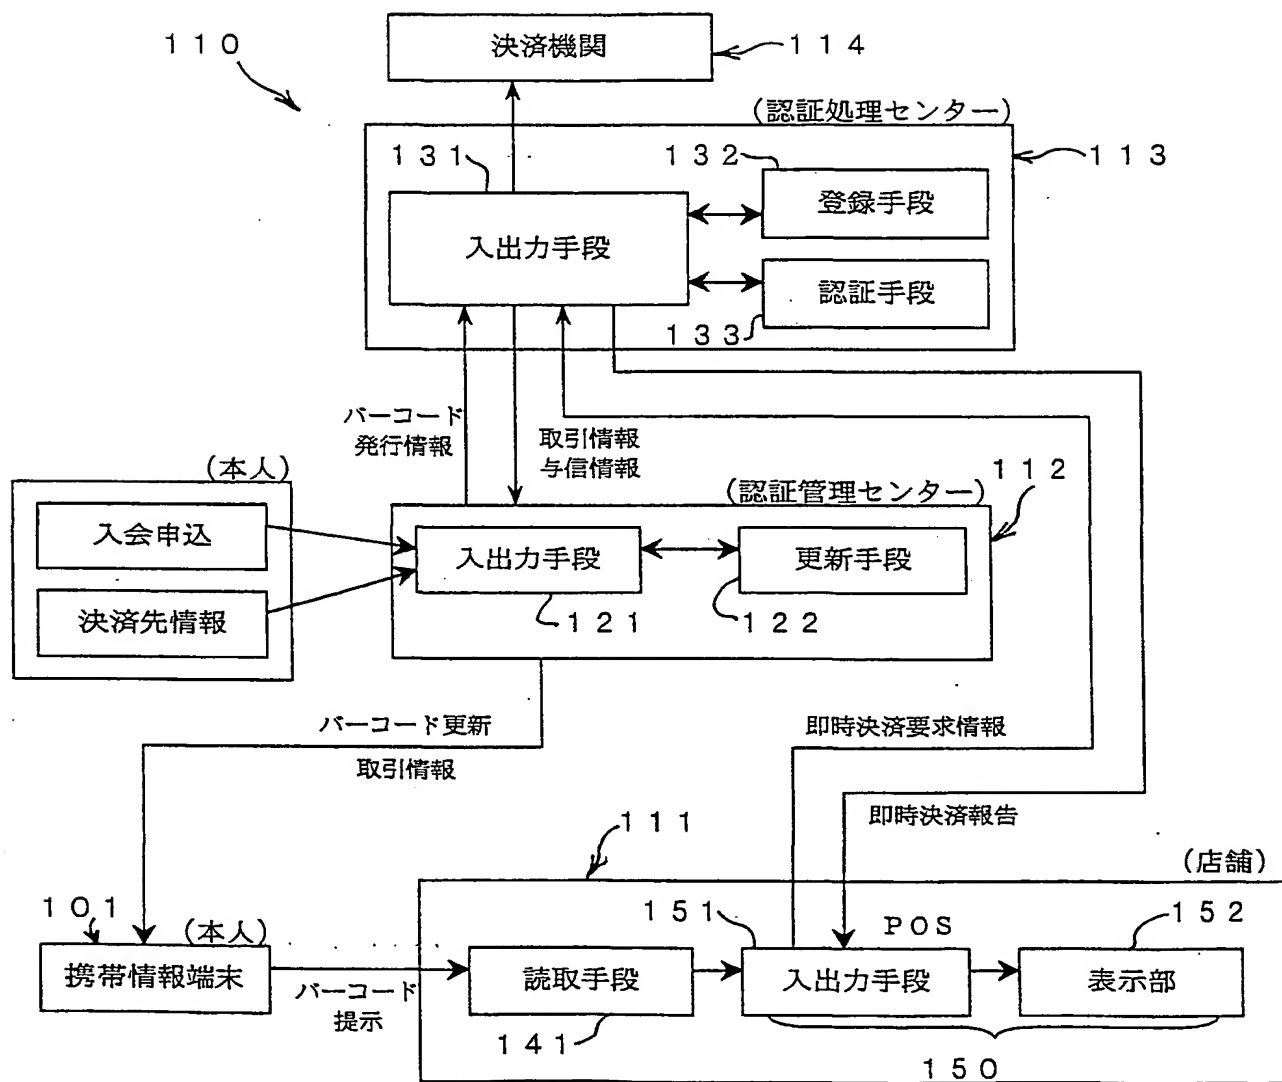 １１０
決済機関
１１４
(認証処理センター)
１３１
１３２
１１３
登録手段
入出力手段
認証手段
１３３
バーコード
発行情報
取引情報
与信情報
(本人)
(認証管理センター)
１１２
入会申込
入出力手段
更新手段
決済先情報
１２１
１２２
バーコード更新
取引情報
即時決済要求情報
即時決済報告
１１１
(店舗)
１０１
(本人)
１５１
ＰＯＳ
１５２
携帯情報端末
読取手段
入出力手段
表示部
バーコード
提示
１４１
１５０